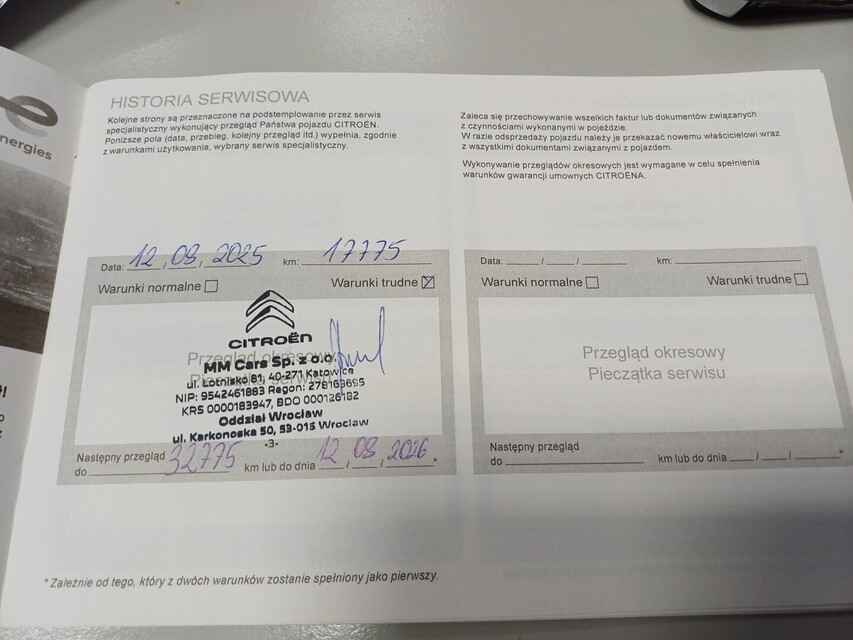 nergies
HISTORIA SERWISOWA
Kolejne strony są przeznaczone na podstemplowanie przez serwis
specjalistyczny wykonujący przegląd Państwa pojazdu CITROËN.
Poniższe pola (data, przebieg, kolejny przegląd itd.) wypełnia, zgodnie
z warunkami użytkowania, wybrany serwis specjalistyczny.
Zaleca się przechowywanie wszelkich faktur lub dokumentów związanych
z czynnościami wykonanymi w pojeździe.
W razie odsprzedaży pojazdu należy je przekazać nowemu właścicielowi wraz
z wszystkimi dokumentami związanymi z pojazdem.
Wykonywanie przeglądów okresowych jest wymagane w celu spełnienia
warunków gwarancji umownych CITROËNA.
Data: 12 / 09 / 2025 km: 17775
Warunki normalne Warunki trudne
CITROËN
Przegląd okresowy
MM Cars Sp. z o.o.
ul. Lotnisko 81, 40-271 Katowice
NIP: 9542461883 Regon: 278163695
KRS 0000183947, BDO 000126182
Oddział Wrocław
ul. Karkonoska 50, 53-015 Wrocław
-3-
Następny przegląd
do 32775 km lub do dnia 12 / 09 / 2026 *
Data: / / km:
Warunki normalne Warunki trudne
Przegląd okresowy
Pieczątka serwisu
Następny przegląd
do km lub do dnia / / *
* Zależnie od tego, który z dwóch warunków zostanie spełniony jako pierwszy.